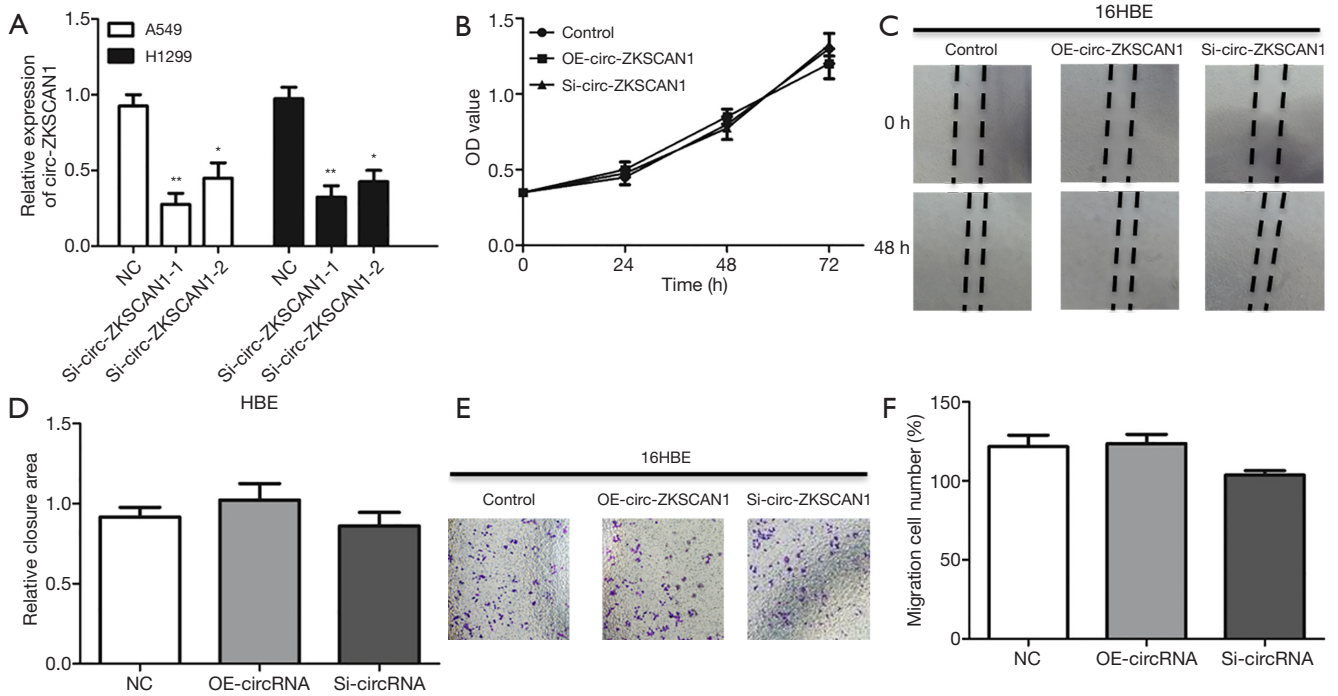 A
Relative expression
of circ-ZKSCAN1
1.5
1.0
0.5
0.0
A549
H1299
**
*
**
*
NC
Si-circ-ZKSCAN1-1
Si-circ-ZKSCAN1-2
NC
Si-circ-ZKSCAN1-1
Si-circ-ZKSCAN1-2
B
OD value
1.5
1.0
0.5
0.0
Control
OE-circ-ZKSCAN1
Si-circ-ZKSCAN1
0 24 48 72
Time (h)
C
16HBE
Control OE-circ-ZKSCAN1 Si-circ-ZKSCAN1
0 h
48 h
D
HBE
Relative closure area
1.5
1.0
0.5
0.0
NC OE-circRNA Si-circRNA
E
16HBE
Control OE-circ-ZKSCAN1 Si-circ-ZKSCAN1
F
Migration cell number (%)
150
100
50
0
NC OE-circRNA Si-circRNA